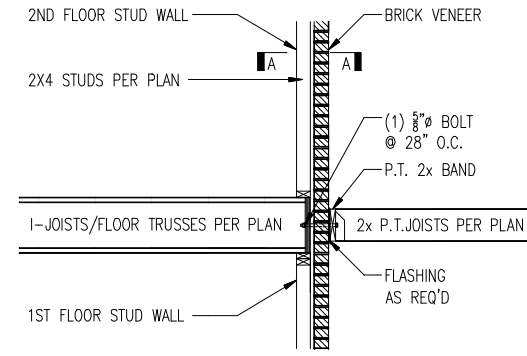 2ND FLOOR STUD WALL
BRICK VENEER
A
A
2X4 STUDS PER PLAN
(1) 5/8"ø BOLT
@ 28" O.C.
P.T. 2x BAND
I-JOISTS/FLOOR TRUSSES PER PLAN
2x P.T.JOISTS PER PLAN
FLASHING
AS REQ'D
1ST FLOOR STUD WALL